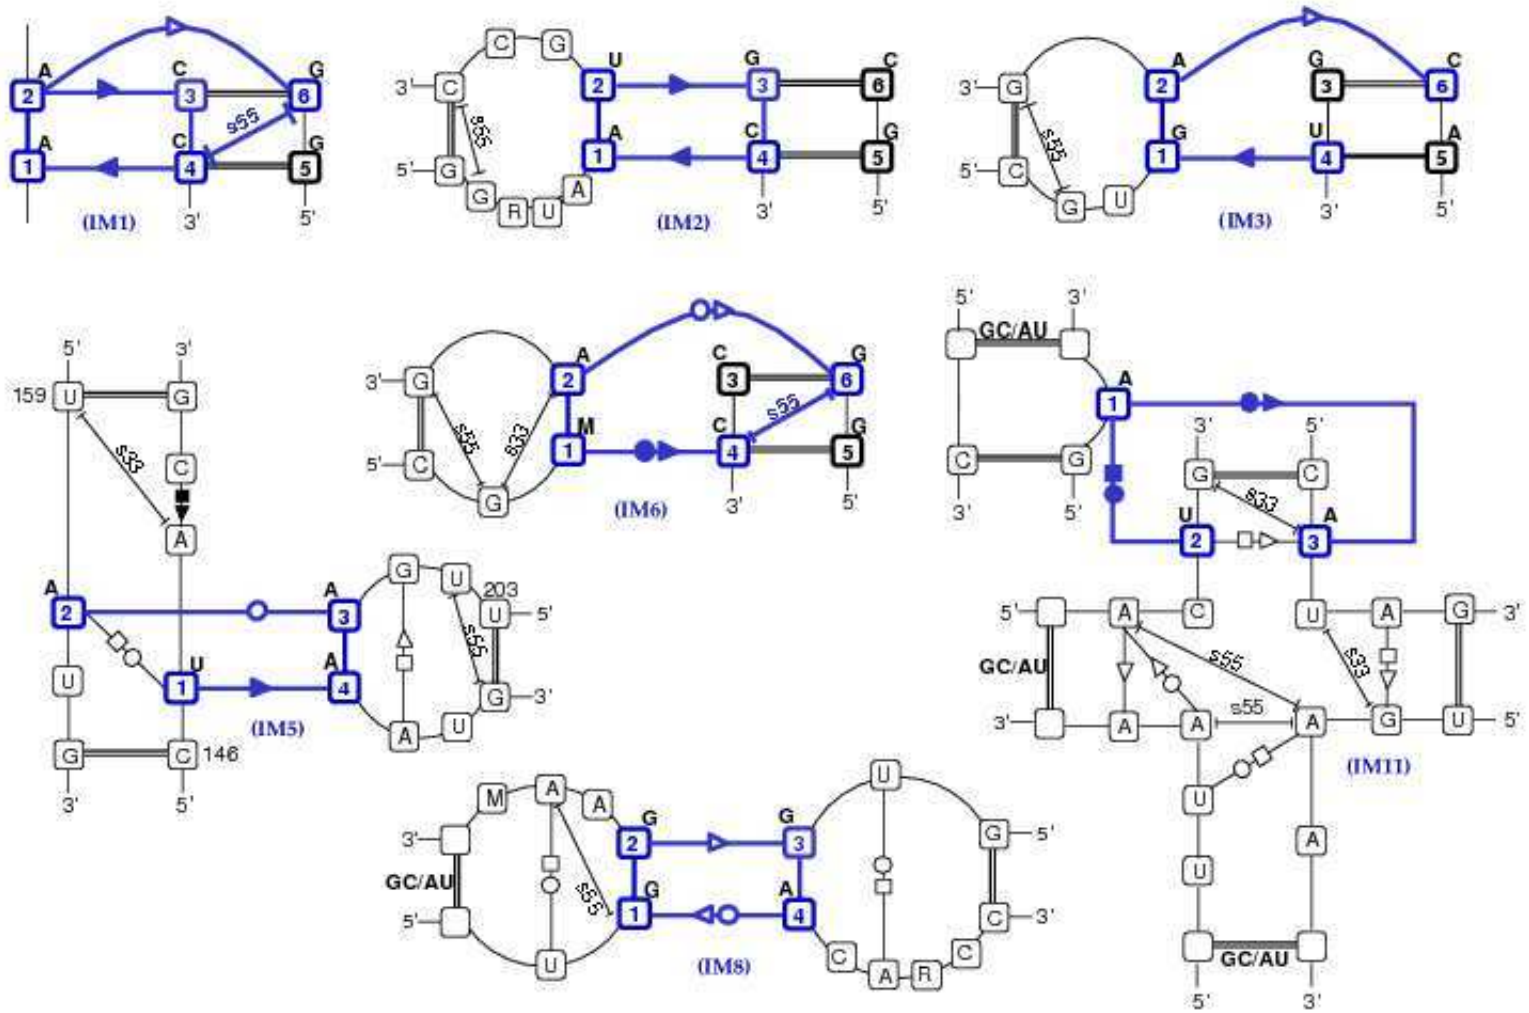 A C G
2 3 6
s55
A C G
1 4 5
(IM1) 3' 5'
C G U G C
3' C 2 3 6
s55
A C G
5' G 1 4 5
G R U A
(IM2) 3' 5'
A G C
3' G 2 3 6
s55
G U A
5' C 1 4 5
G U
(IM3) 3' 5'
5' 3'
159 U G
s33
C
A
A A G U 203
2 3 U 5'
s55
U U A G 3'
1 4
A U
(IM5)
G C 146
3' 5'
A C G
3' G 2 3 6
s55 s33 s55
M C G
5' C 1 4 5
G
(IM6) 3' 5'
5' 3'
GC/AU
A
1
3' 5'
C G G C
3' 5' s33
U A
2 3
5' A C U A G 3'
GC/AU s55 s33
s55
3' A A A G U 5'
(IM11)
U
U A
GC/AU
5' 3'
M A A G G U
3' 2 3 G 5'
GC/AU s55
G A
5' 1 4 C 3'
U C A R C
(IM8)